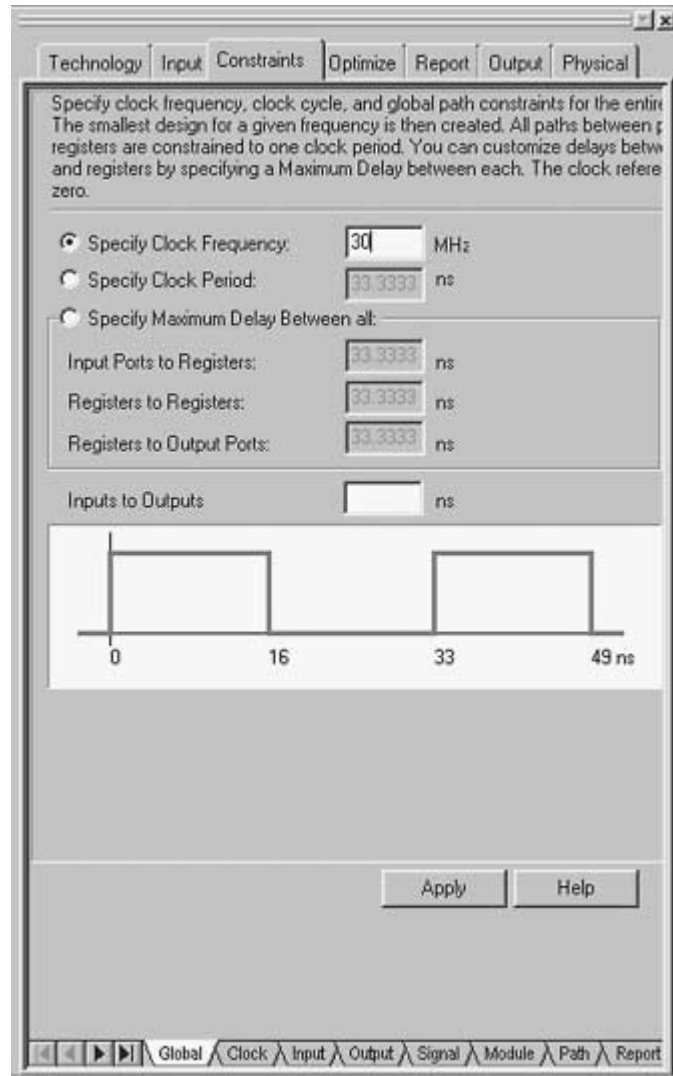 Technology Input Constraints Optimize Report Output Physical
Specify clock frequency, clock cycle, and global path constraints for the entire
The smallest design for a given frequency is then created. All paths between
registers are constrained to one clock period. You can customize delays betw
and registers by specifying a Maximum Delay between each. The clock refere
zero.
Specify Clock Frequency: 30 MHz
Specify Clock Period: 33.3333 ns
Specify Maximum Delay Between all:
Input Ports to Registers: 33.3333 ns
Registers to Registers: 33.3333 ns
Registers to Output Ports: 33.3333 ns
Inputs to Outputs ns
0 16 33 49 ns
Apply Help
Global Clock Input Output Signal Module Path Report